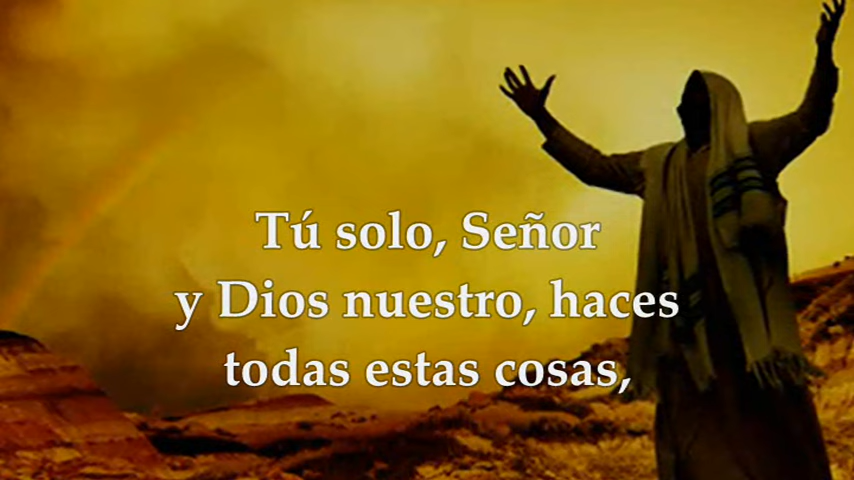 Tú solo, Señor
y Dios nuestro, haces
todas estas cosas,